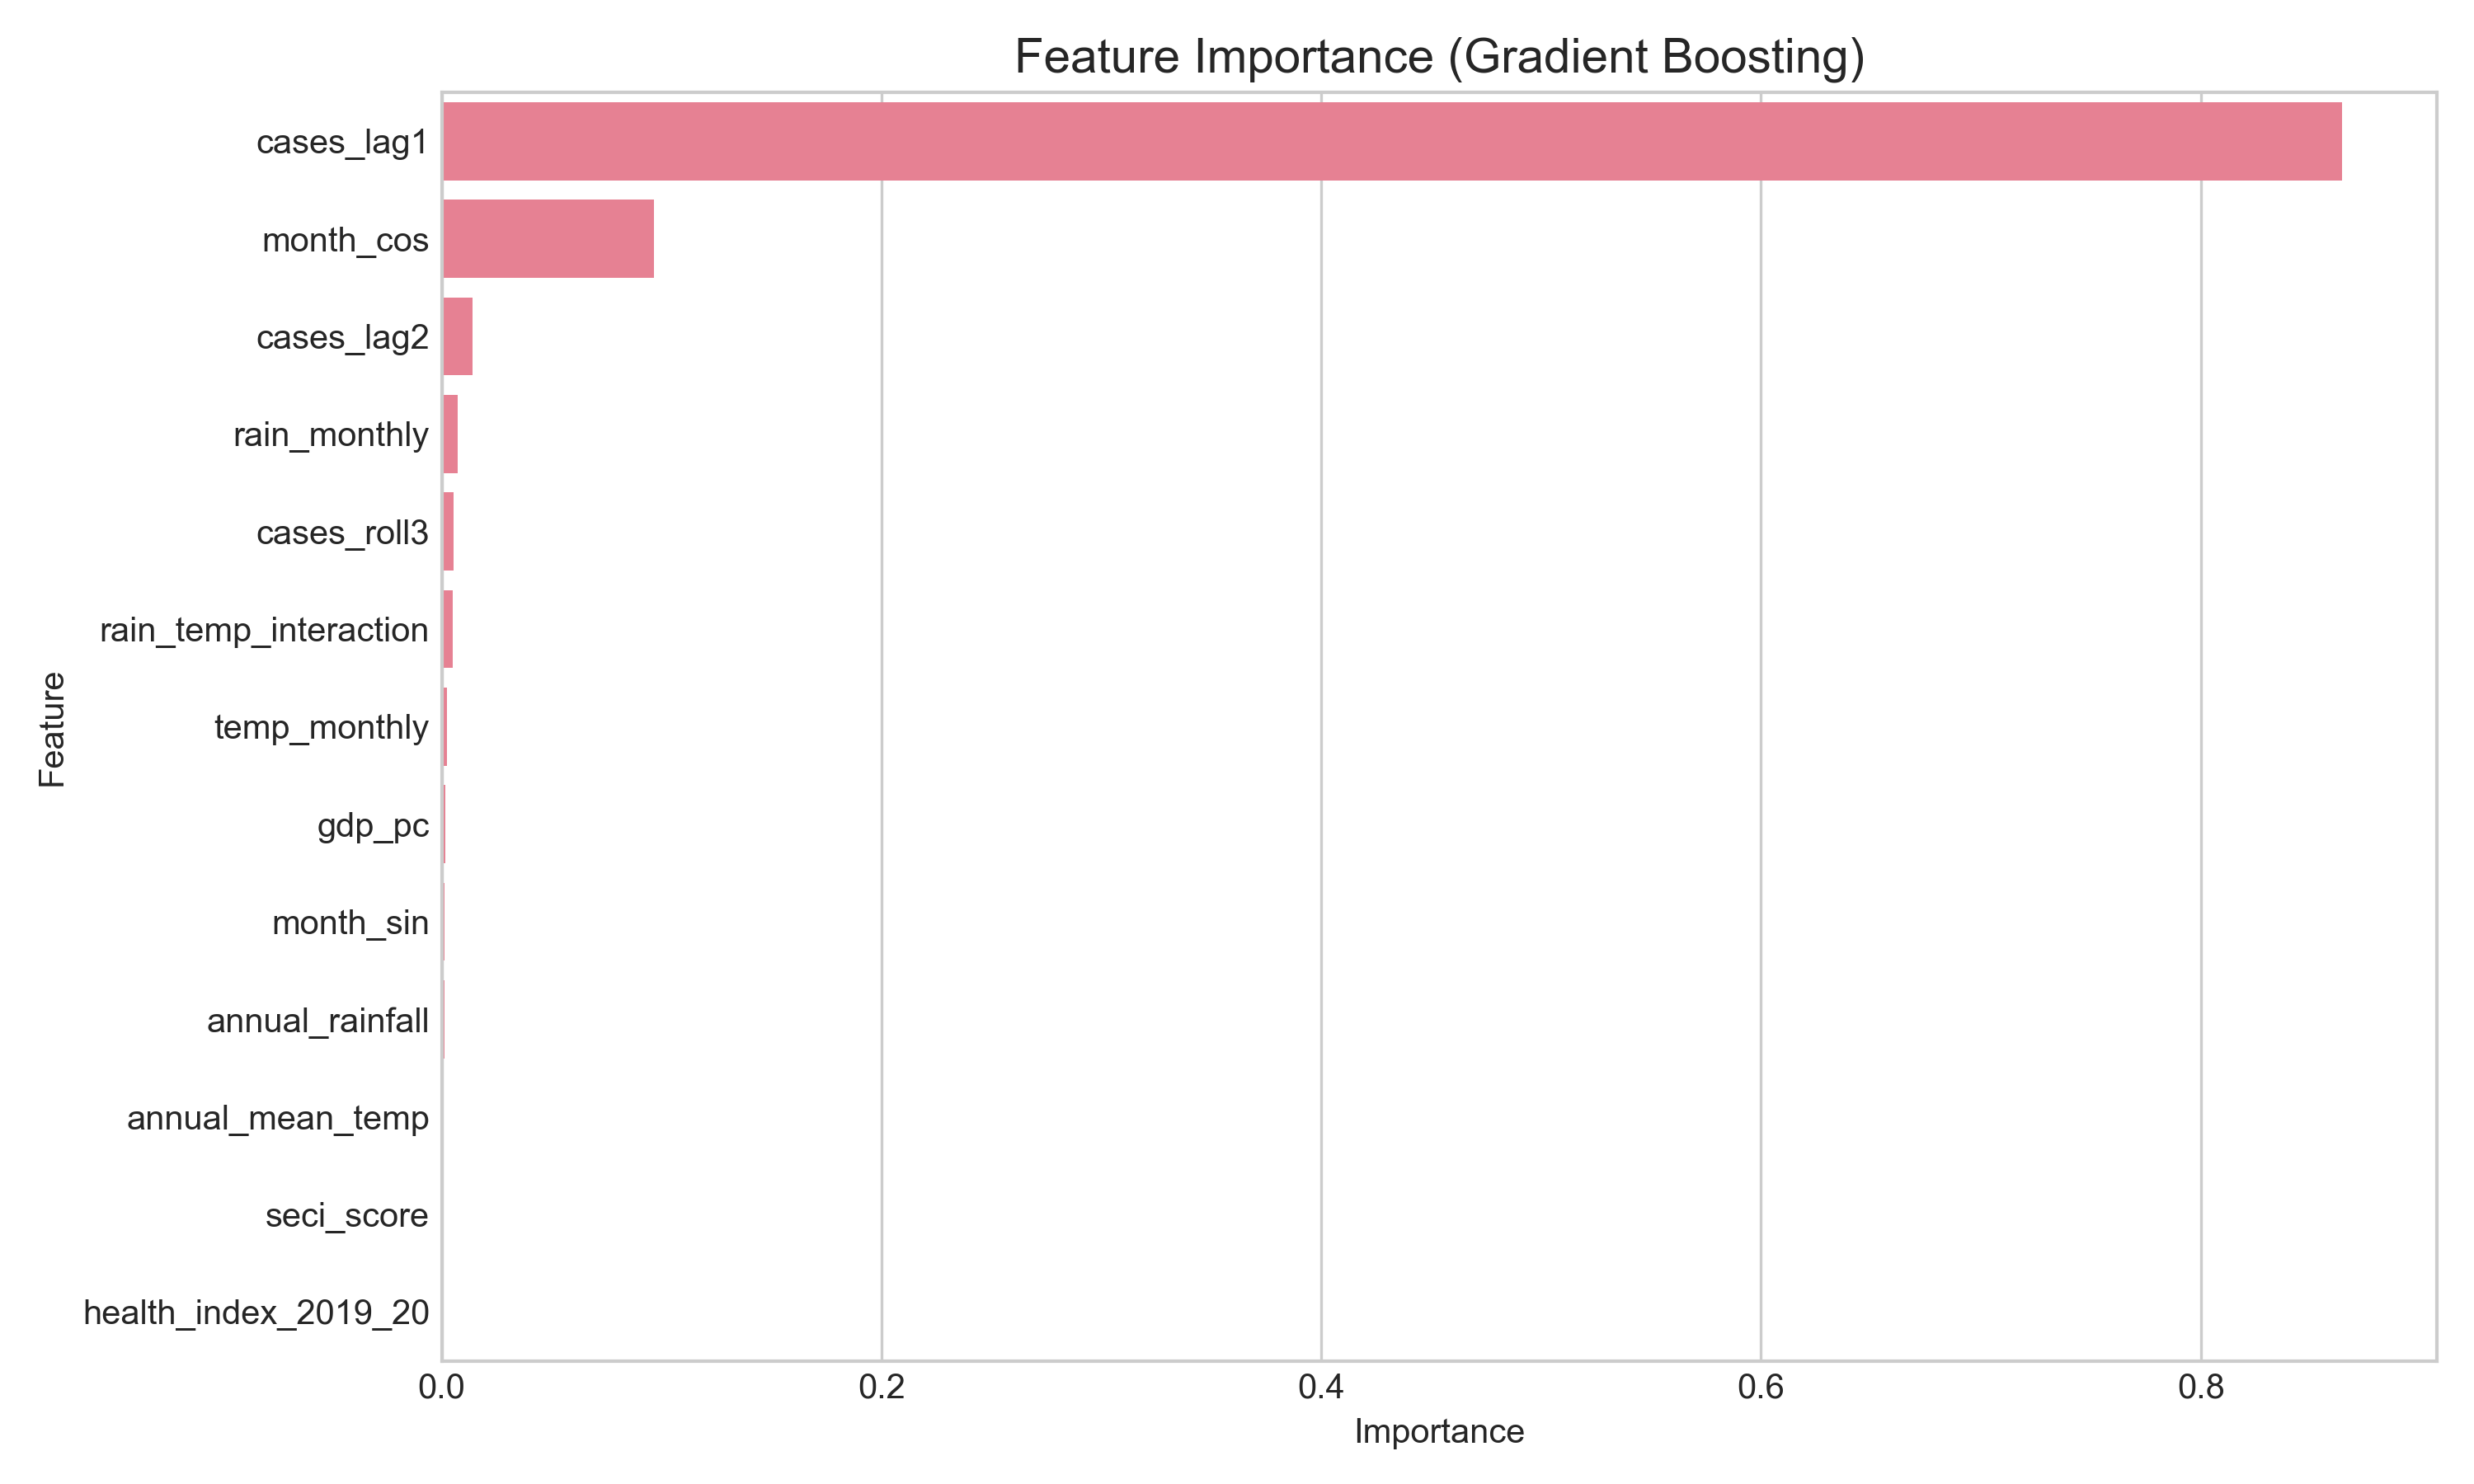 Feature Importance (Gradient Boosting)
cases_lag1
month_cos
cases_lag2
rain_monthly
cases_roll3
rain_temp_interaction
temp_monthly
gdp_pc
month_sin
annual_rainfall
annual_mean_temp
seci_score
health_index_2019_20
Feature
0.0 0.2 0.4 0.6 0.8
Importance